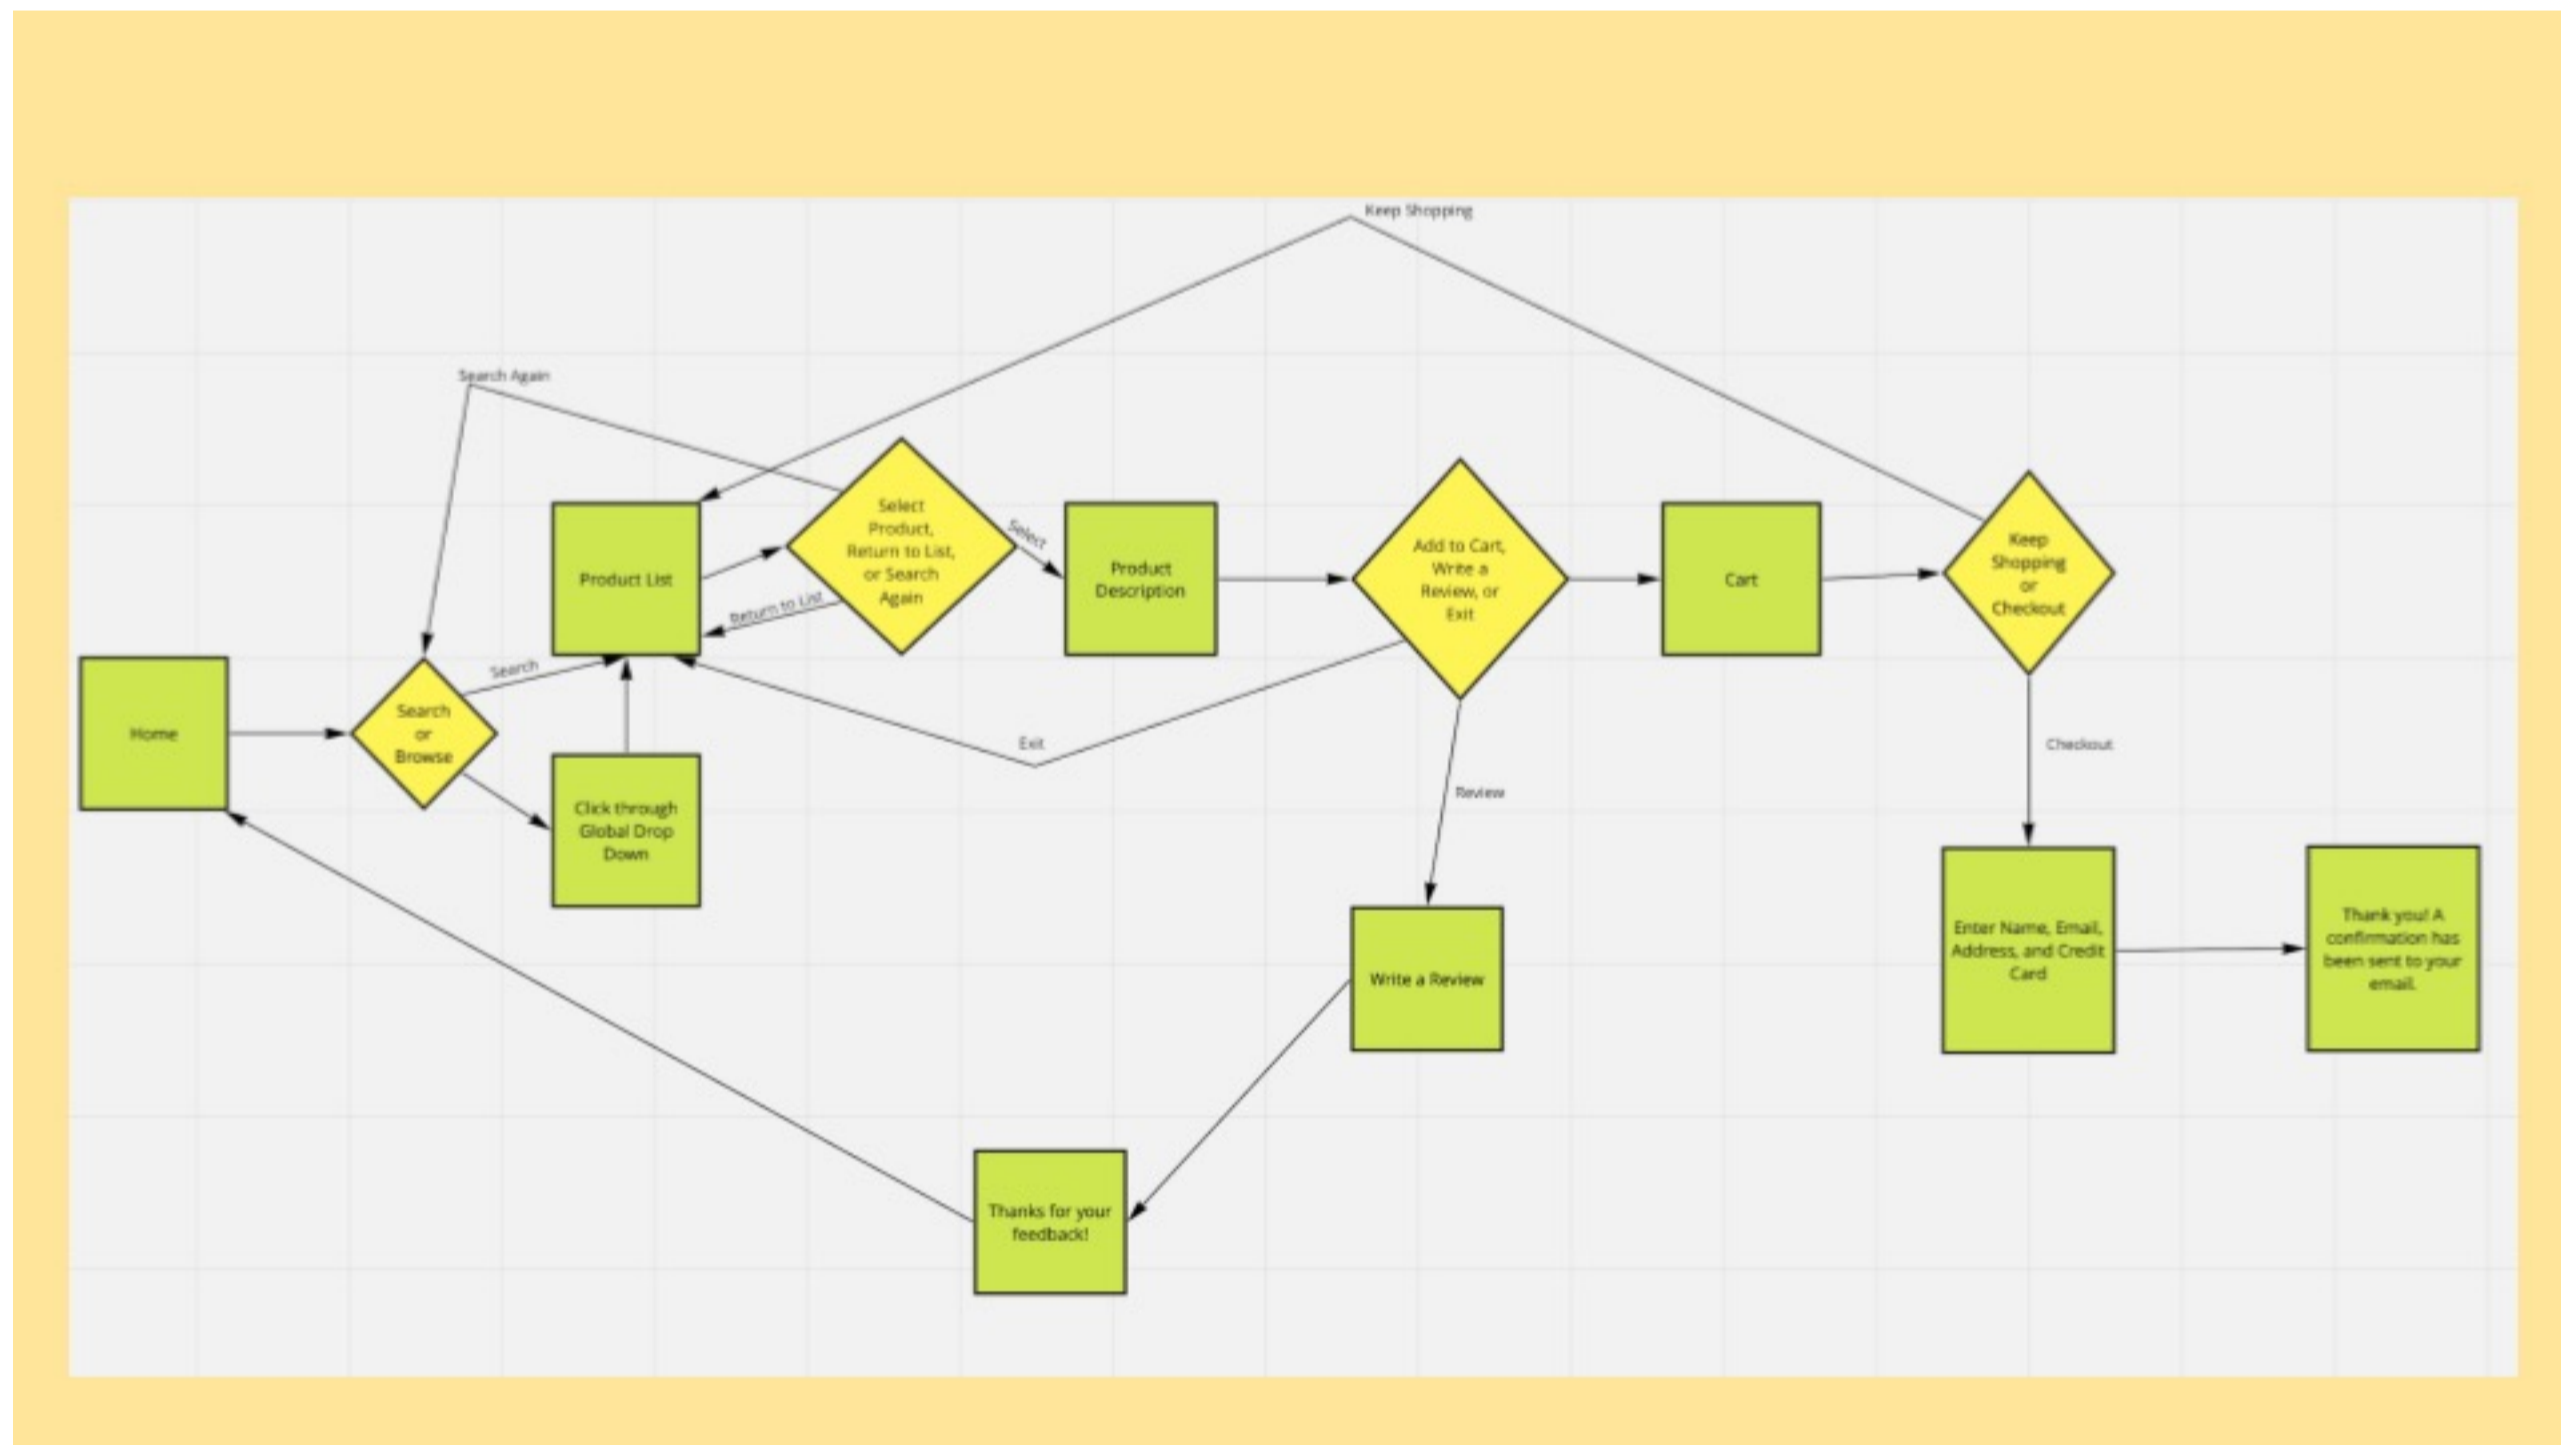 Keep Shopping
Search Again
Select
Product,
Return to List,
or Search
Again
Select
Product List
Return to List
Product
Description
Add to Cart,
Write a
Review, or
Exit
Cart
Keep
Shopping
or
Checkout
Home
Search
or
Browse
Search
Click through
Global Drop
Down
Exit
Review
Checkout
Write a Review
Enter Name, Email,
Address, and Credit
Card
Thank you! A
confirmation has
been sent to your
email.
Thanks for your
feedback!